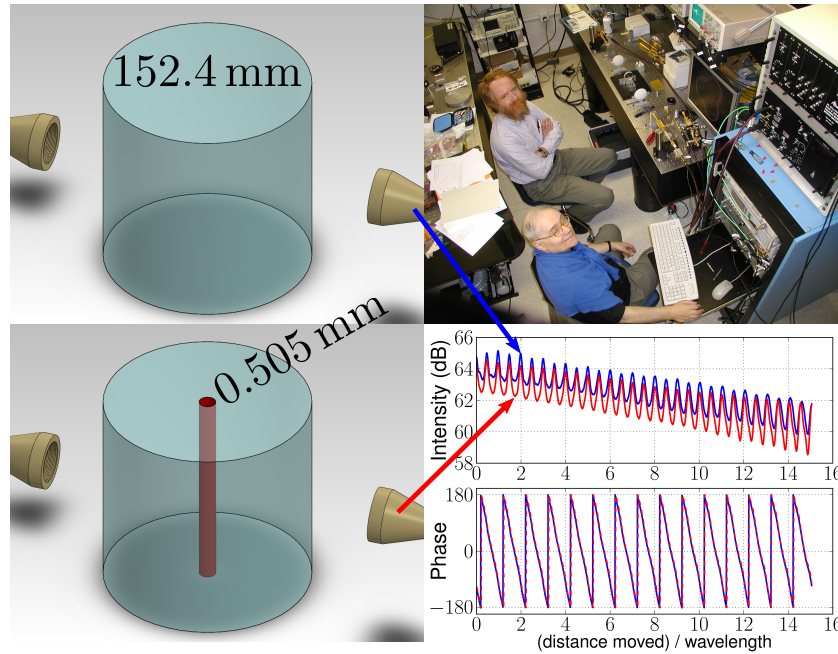 152.4 mm
0.505 mm
Intensity (dB)
66
64
62
60
58
0 2 4 6 8 10 12 14 16
Phase
180
0
−180
0 2 4 6 8 10 12 14 16
(distance moved) / wavelength